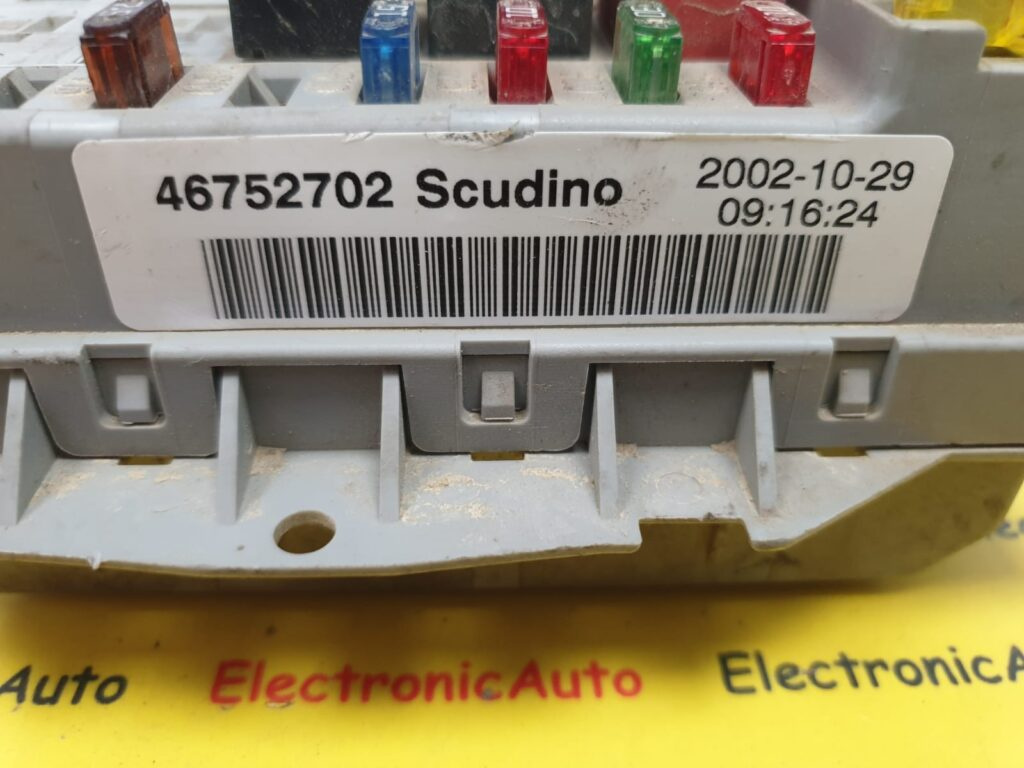 46752702 Scudino
2002-10-29
09:16:24
Auto
ElectronicAuto
ElectronicA